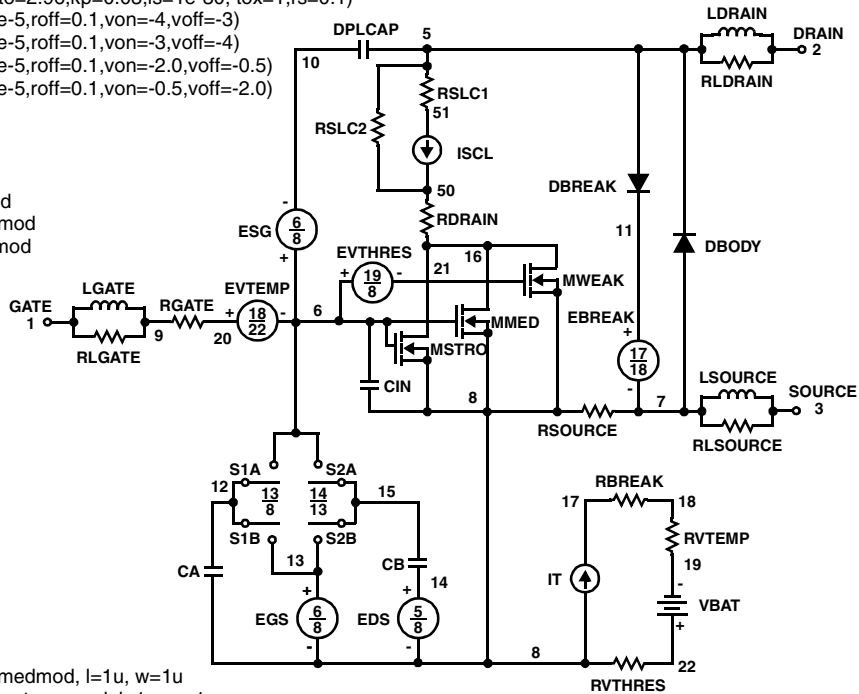 e-5,roff=0.1,von=-4,voff=-3)
e-5,roff=0.1,von=-3,voff=-4)
e-5,roff=0.1,von=-2.0,voff=-0.5)
e-5,roff=0.1,von=-0.5,voff=-2.0)
DPLCAP
5
LDRAIN
DRAIN
2
10
RLDRAIN
RSLC1
51
RSLC2
ISCL
d
mod
mod
50
DBREAK
RDRAIN
ESG
6
8
-
+
11
DBODY
EVTHRES
16
21
+
19
8
-
MWEAK
LGATE
GATE
1
RGATE
EVTEMP
+
18
22
-
6
EBREAK
+
MMED
9
20
RLGATE
MSTRO
17
18
-
LSOURCE
SOURCE
3
CIN
8
7
RSOURCE
RLSOURCE
S1A
S2A
12
13
8
14
13
15
RBREAK
17
18
S1B
S2B
RVTEMP
13
CB
19
CA
14
IT
-
VBAT
+
+
+
EGS
6
8
EDS
5
8
-
-
8
22
RVTHRES
medmod, l=1u, w=1u